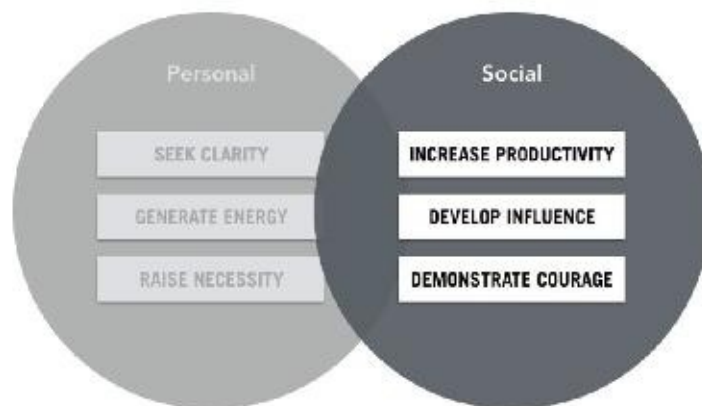 Personal
SEEK CLARITY
GENERATE ENERGY
RAISE NECESSITY
Social
INCREASE PRODUCTIVITY
DEVELOP INFLUENCE
DEMONSTRATE COURAGE